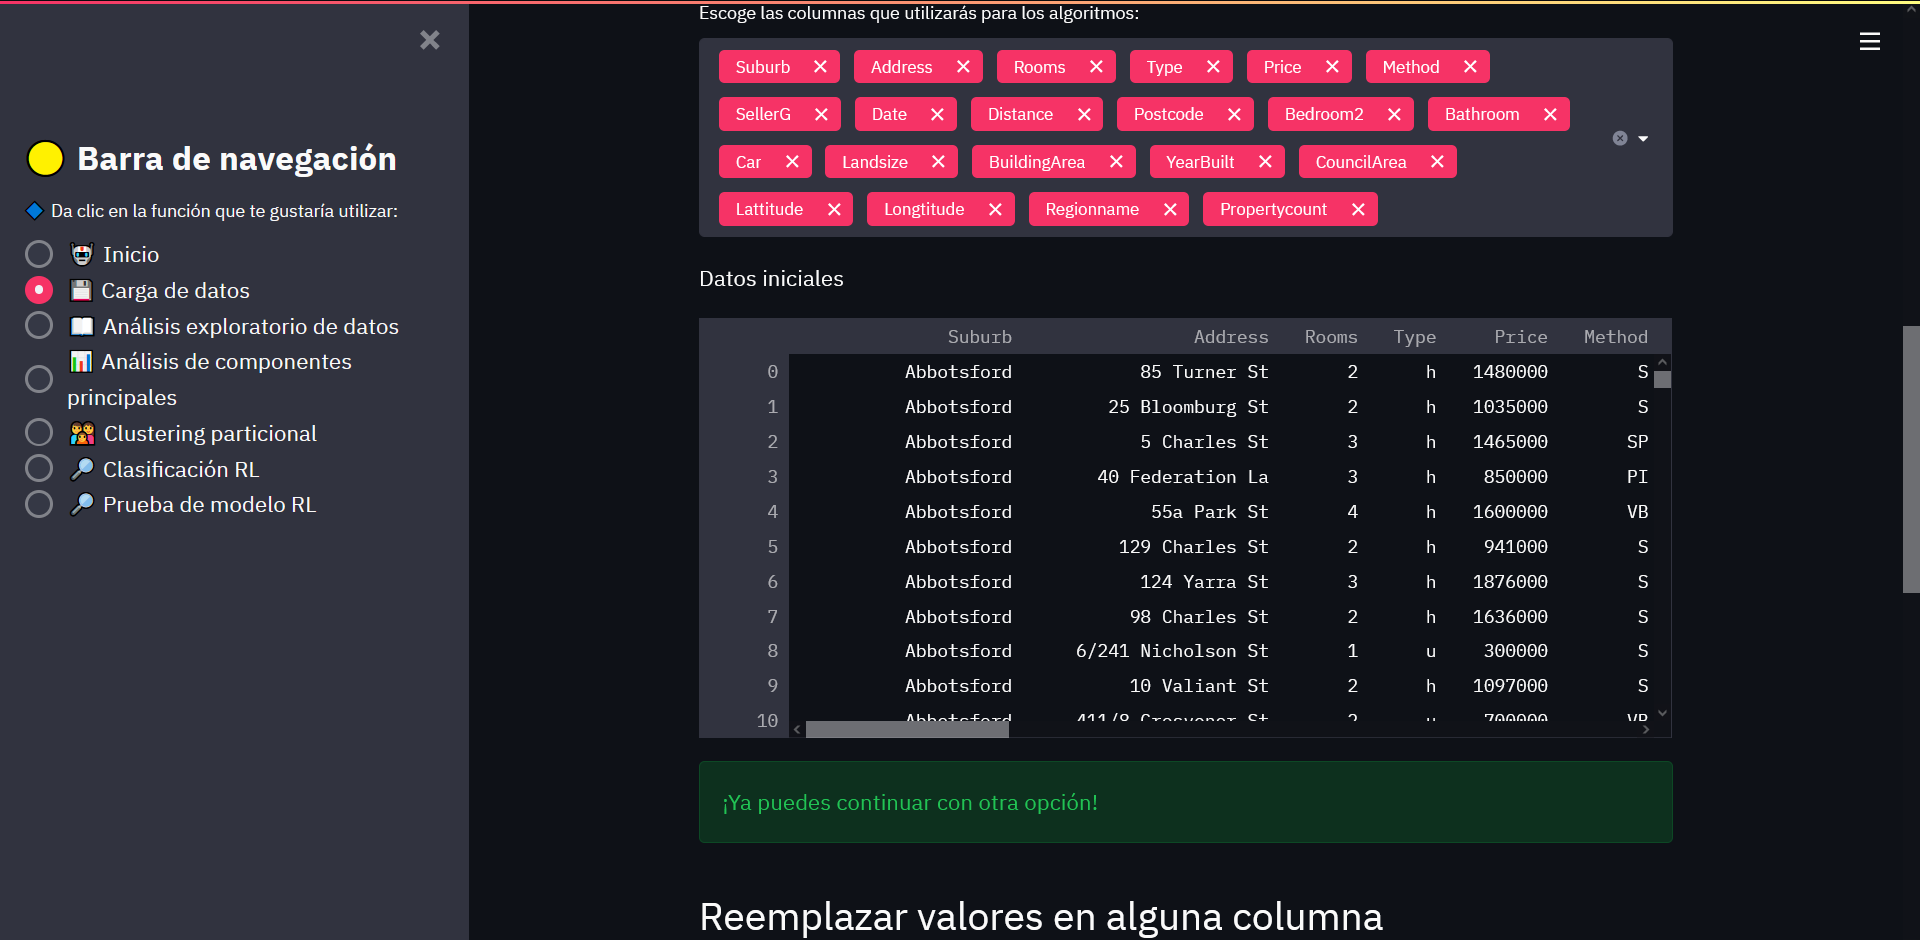 Escoge las columnas que utilizarás para los algoritmos:
Suburb Address Rooms Type Price Method
SellerG Date Distance Postcode Bedroom2 Bathroom
Car Landsize BuildingArea YearBuilt CouncilArea
Lattitude Longtitude Regionname Propertycount
Barra de navegación
Da clic en la función que te gustaría utilizar:
Inicio
Carga de datos
Análisis exploratorio de datos
Análisis de componentes
principales
Clustering particional
Clasificación RL
Prueba de modelo RL
Datos iniciales
Suburb Address Rooms Type Price Method
0 Abbotsford 85 Turner St 2 h 1480000 S
1 Abbotsford 25 Bloomburg St 2 h 1035000 S
2 Abbotsford 5 Charles St 3 h 1465000 SP
3 Abbotsford 40 Federation La 3 h 850000 PI
4 Abbotsford 55a Park St 4 h 1600000 VB
5 Abbotsford 129 Charles St 2 h 941000 S
6 Abbotsford 124 Yarra St 3 h 1876000 S
7 Abbotsford 98 Charles St 2 h 1636000 S
8 Abbotsford 6/241 Nicholson St 1 u 300000 S
9 Abbotsford 10 Valiant St 2 h 1097000 S
10 Abbotsford 411/8 Grosvenor St 2 u 700000 VB
¡Ya puedes continuar con otra opción!
Reemplazar valores en alguna columna